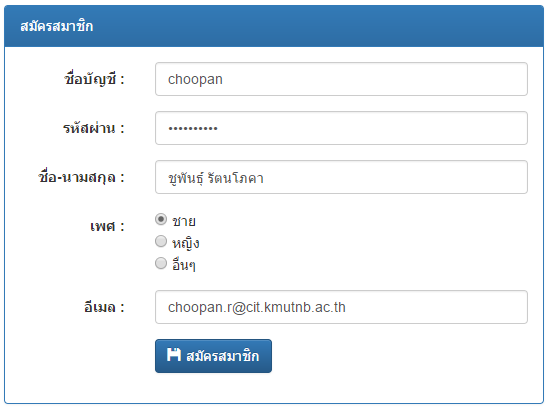 สมัครสมาชิก
ชื่อบัญชี : choopan
รหัสผ่าน : ••••••••••
ชื่อ-นามสกุล : ชูพันธุ์ รัตนโภคา
เพศ : ชาย
หญิง
อื่นๆ
อีเมล : choopan.r@cit.kmutnb.ac.th
สมัครสมาชิก